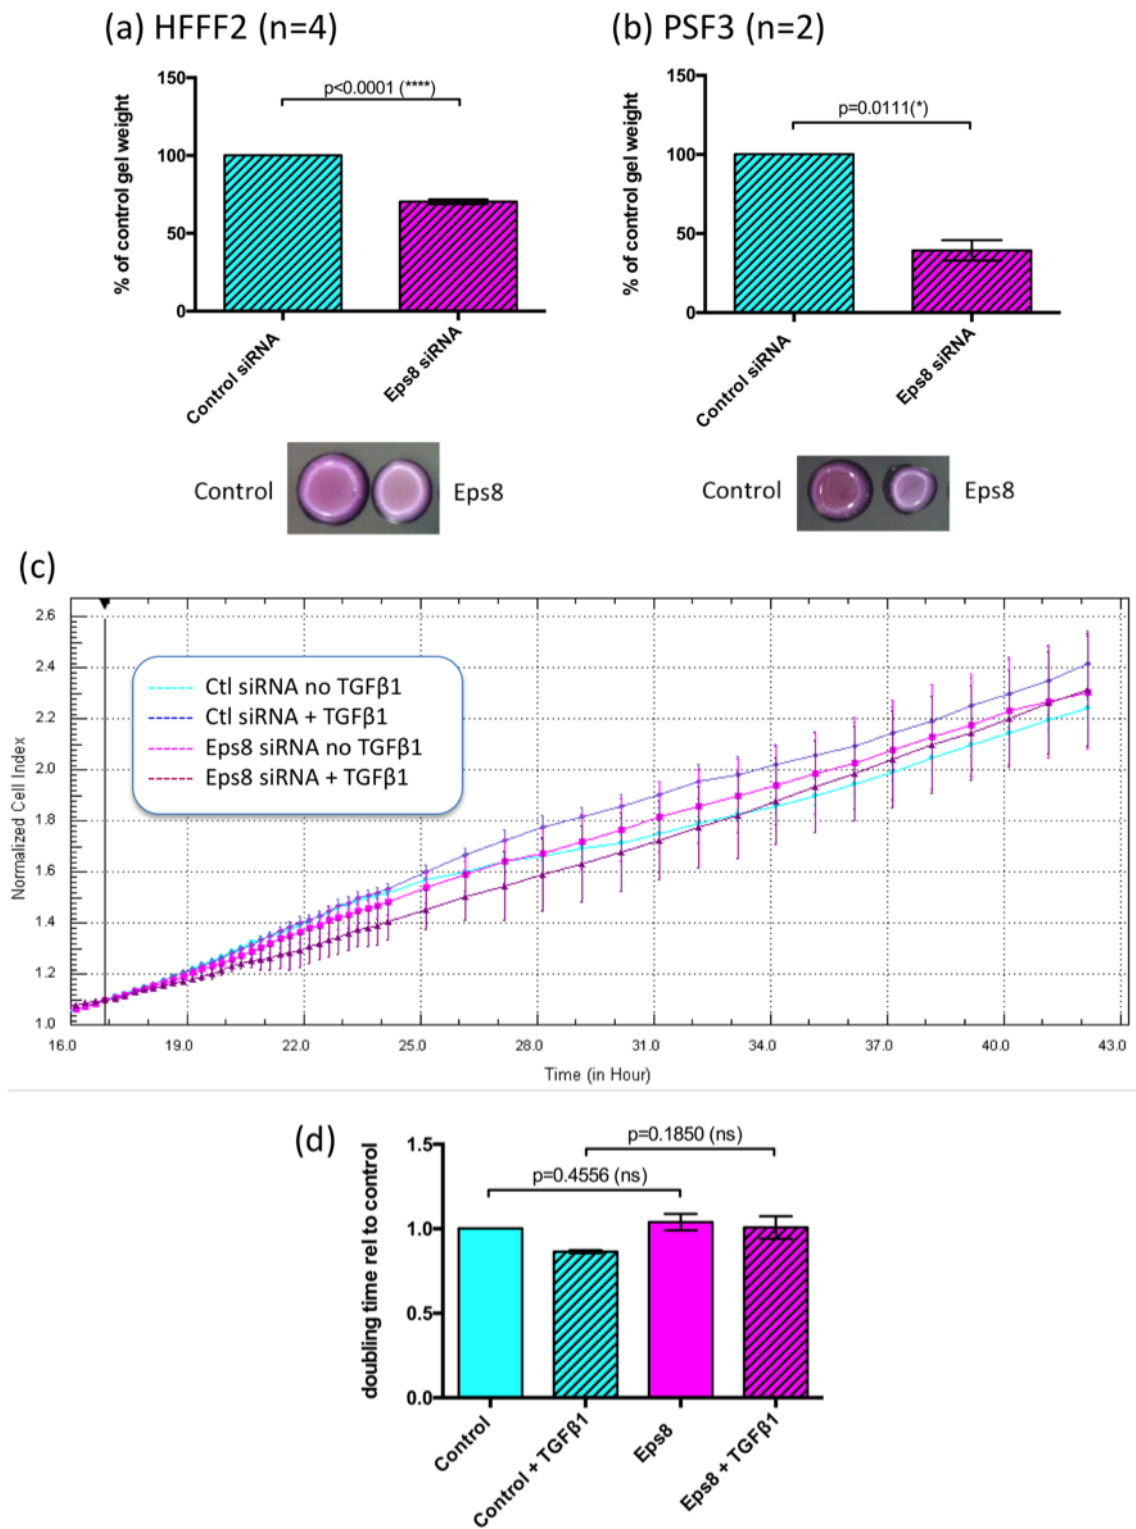 (a) HFFF2 (n=4)
(b) PSF3 (n=2)
% of control gel weight
150
100
50
0
p<0.0001 (****)
Control siRNA
Eps8 siRNA
% of control gel weight
150
100
50
0
p=0.0111(*)
Control siRNA
Eps8 siRNA
Control
Eps8
Control
Eps8
(c)
Normalized Cell Index
2.6
2.4
2.2
2.0
1.8
1.6
1.4
1.2
1.0
Ctl siRNA no TGFβ1
Ctl siRNA + TGFβ1
Eps8 siRNA no TGFβ1
Eps8 siRNA + TGFβ1
16.0 19.0 22.0 25.0 28.0 31.0 34.0 37.0 40.0 43.0
Time (in Hour)
(d)
doubling time rel to control
1.5
1.0
0.5
0.0
p=0.1850 (ns)
p=0.4556 (ns)
Control
Control + TGFβ1
Eps8
Eps8 + TGFβ1